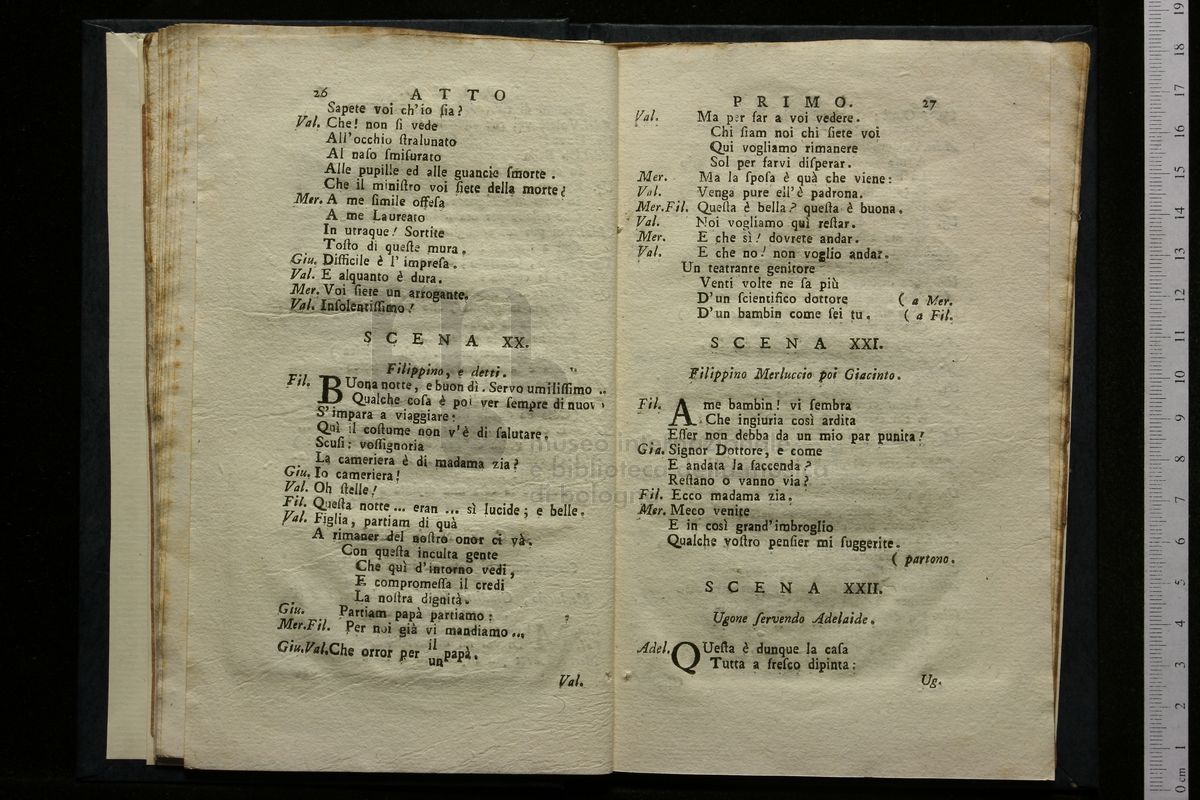 26 ATTO
Sapete voi ch'io ſia?
Val. Che! non ſi vede
All'occhio ſtralunato
Al naſo ſmiſurato
Alle pupille ed alle guancie ſmorte.
Che il miniſtro voi ſiete della morte?
Mer. A me ſimile offeſa
A me Laureato
In utraque! Sortite
Toſto di queſte mura.
Giu. Difficile è l'impreſa.
Val. E alquanto è dura.
Mer. Voi ſiete un arrogante.
Val. Inſolentiſſimo!
SCENA XX.
Filippino, e detti.
Fil. BUona notte, e buon dì. Servo umiliſſimo ..
Qualche coſa è poi ver ſempre di nuov
S'impara a viaggiare:
Quì il coſtume non v'è di ſalutare.
Scuſi: voſſignoria
La cameriera è di madama zia?
Giu. Io cameriera!
Val. Oh ſtelle!
Fil. Queſta notte... eran ... sì lucide; e belle.
Val. Figlia, partiam di quà
A rimaner del noſtro onor ci và.
Con queſta inculta gente
Che quì d'intorno vedi,
E compromeſſa il credi
La noſtra dignità.
Giu. Partiam papà partiamo:
Mer.Fil. Per noi già vi mandiamo...
Giu.Val. Che orror per il papà.
un
Val.
PRIMO. 27
Val. Ma per far a voi vedere.
Chi ſiam noi chi ſiete voi
Qui vogliamo rimanere
Sol per farvi diſperar.
Mer. Ma la ſpoſa è quà che viene:
Val. Venga pure ell'è padrona.
Mer.Fil. Queſta è bella? queſta è buona.
Val. Noi vogliamo quì reſtar.
Mer. E che sì! dovrete andar.
Val. E che no! non voglio andar.
Un teatrante genitore
Venti volte ne ſa più
D'un ſcientifico dottore ( a Mer.
D'un bambin come ſei tu. ( a Fil.
SCENA XXI.
Filippino Merluccio poi Giacinto.
Fil. A me bambin! vi ſembra
Che ingiuria così ardita
Eſſer non debba da un mio par punita!
Gia. Signor Dottore, e come
E andata la faccenda?
Reſtano o vanno via?
Fil. Ecco madama zia.
Mer. Meco venite
E in così grand'imbroglio
Qualche voſtro penſier mi ſuggerite.
( partono.
SCENA XXII.
Ugone ſervendo Adelaide.
Adel. QUeſta è dunque la caſa
Tutta a freſco dipinta:
Ug.